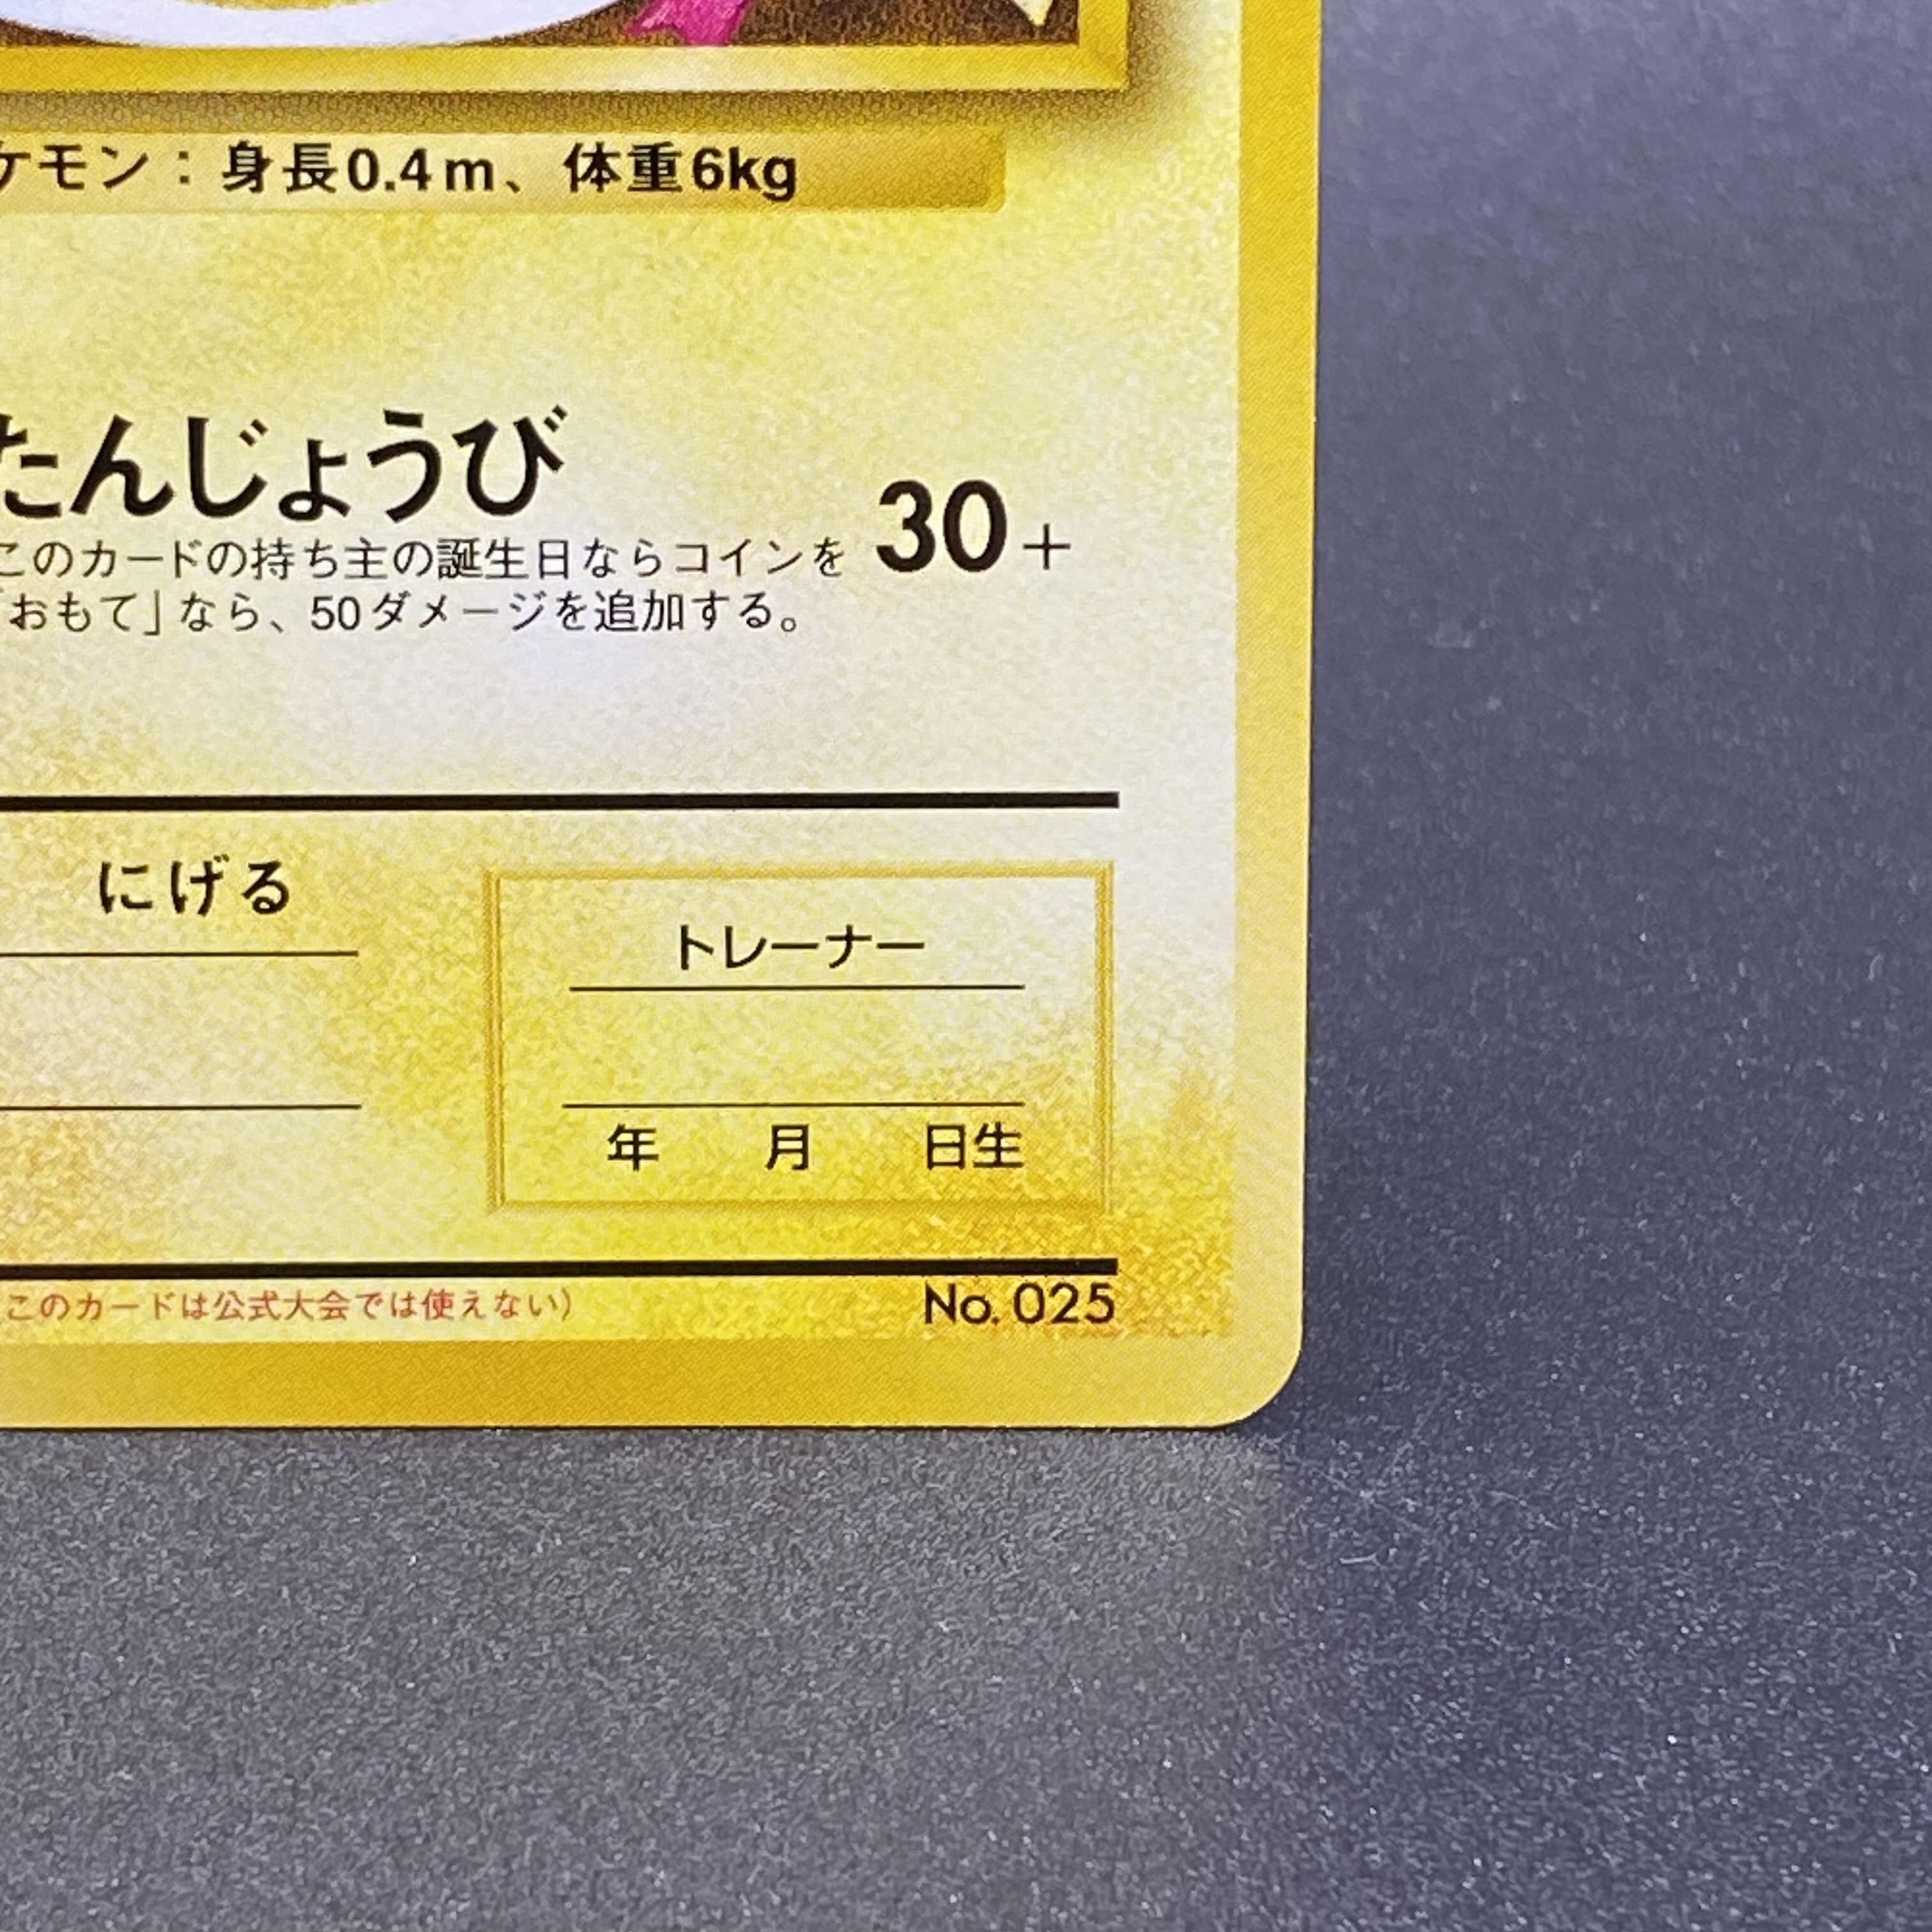 ケモン：身長0.4m、体重6kg
たんじょうび
このカードの持ち主の誕生日ならコインを
30+
「おもて」なら、50ダメージを追加する。
にげる
トレーナー
年 月 日生
このカードは公式大会では使えない）
No. 025